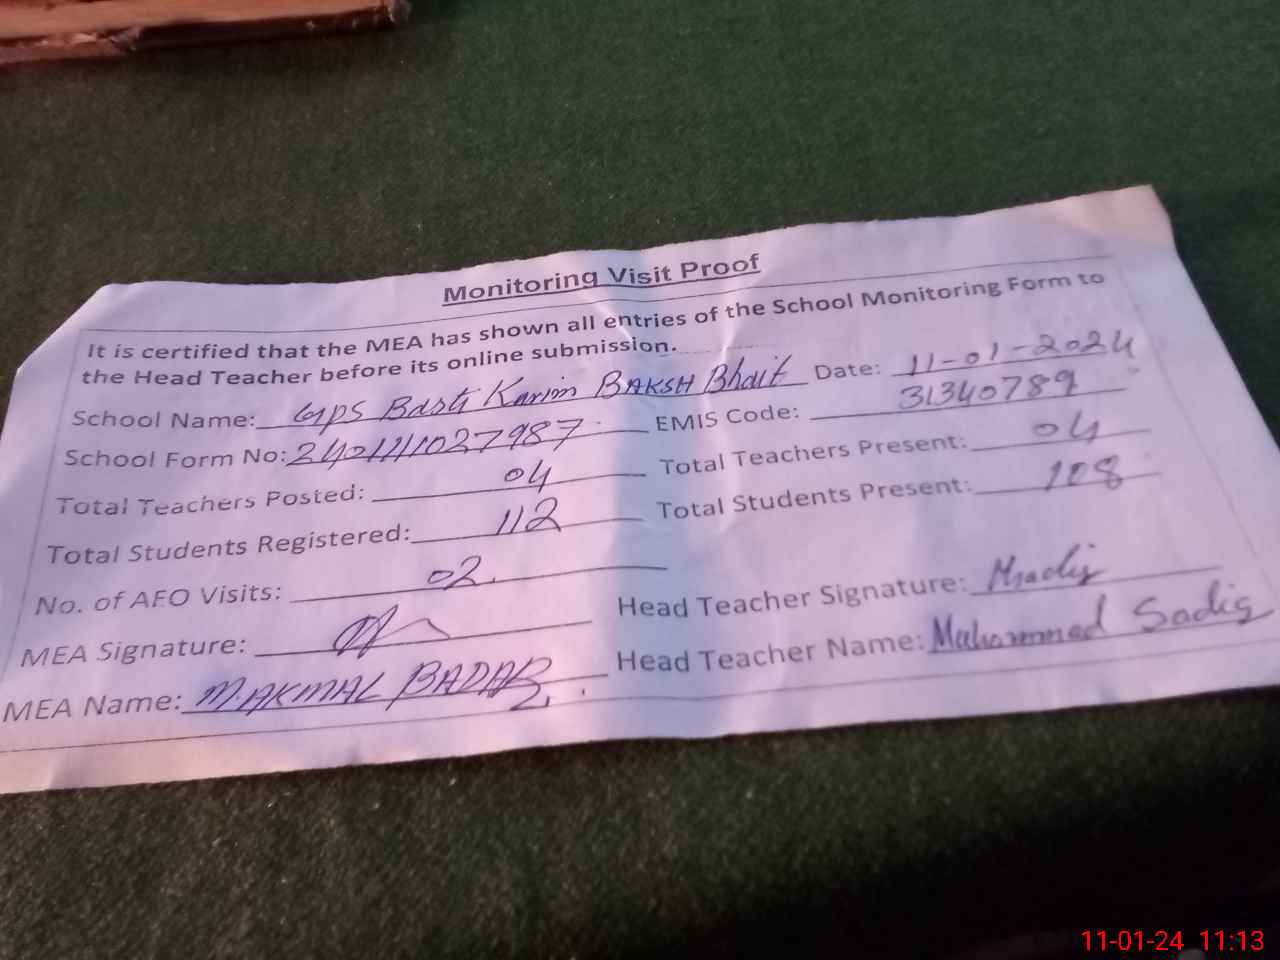 Monitoring Visit Proof
It is certified that the MEA has shown all entries of the School Monitoring Form to
the Head Teacher before its online submission.
School Name: GPS Basti Karim BAKSH Bhait Date: 11-01-2024
School Form No: 2401111027987 EMIS Code: 31340789
Total Teachers Posted: 04 Total Teachers Present: 04
Total Students Registered: 112 Total Students Present: 108
No. of AEO Visits: 02
MEA Signature: Head Teacher Signature:
MEA Name: M. AKMAL BADAR Head Teacher Name: Muhammad Sadiq
11-01-24 11:13